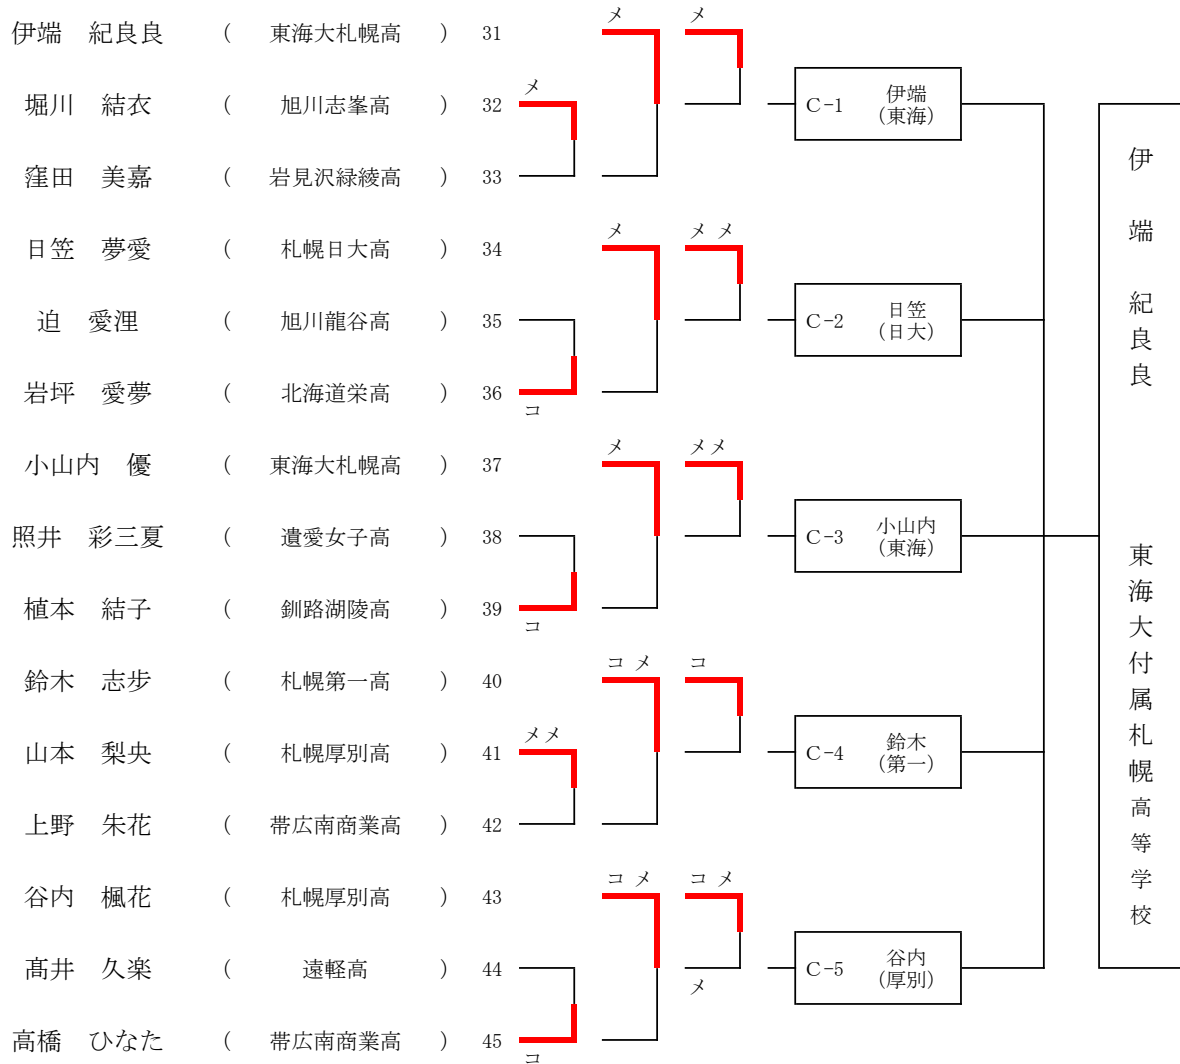 メ メ
伊端 紀良良 ( 東海大札幌高 ) 31
メ
堀川 結衣 ( 旭川志峯高 ) 32
C-1 伊端 (東海)
窪田 美嘉 ( 岩見沢緑綾高 ) 33
メ メ メ
日笠 夢愛 ( 札幌日大高 ) 34
迫 愛浬 ( 旭川龍谷高 ) 35
C-2 日笠 (日大)
岩坪 愛夢 ( 北海道栄高 ) 36
コ
メ メメ
小山内 優 ( 東海大札幌高 ) 37
照井 彩三夏 ( 遺愛女子高 ) 38
C-3 小山内 (東海)
植本 結子 ( 釧路湖陵高 ) 39
コ
コ メ コ
鈴木 志歩 ( 札幌第一高 ) 40
メメ
山本 梨央 ( 札幌厚別高 ) 41
C-4 鈴木 (第一)
上野 朱花 ( 帯広南商業高 ) 42
コ メ コ メ
谷内 楓花 ( 札幌厚別高 ) 43
髙井 久楽 ( 遠軽高 ) 44
C-5 谷内 (厚別)
メ
高橋 ひなた ( 帯広南商業高 ) 45
コ
伊端 紀良良
東海大付属札幌高等学校